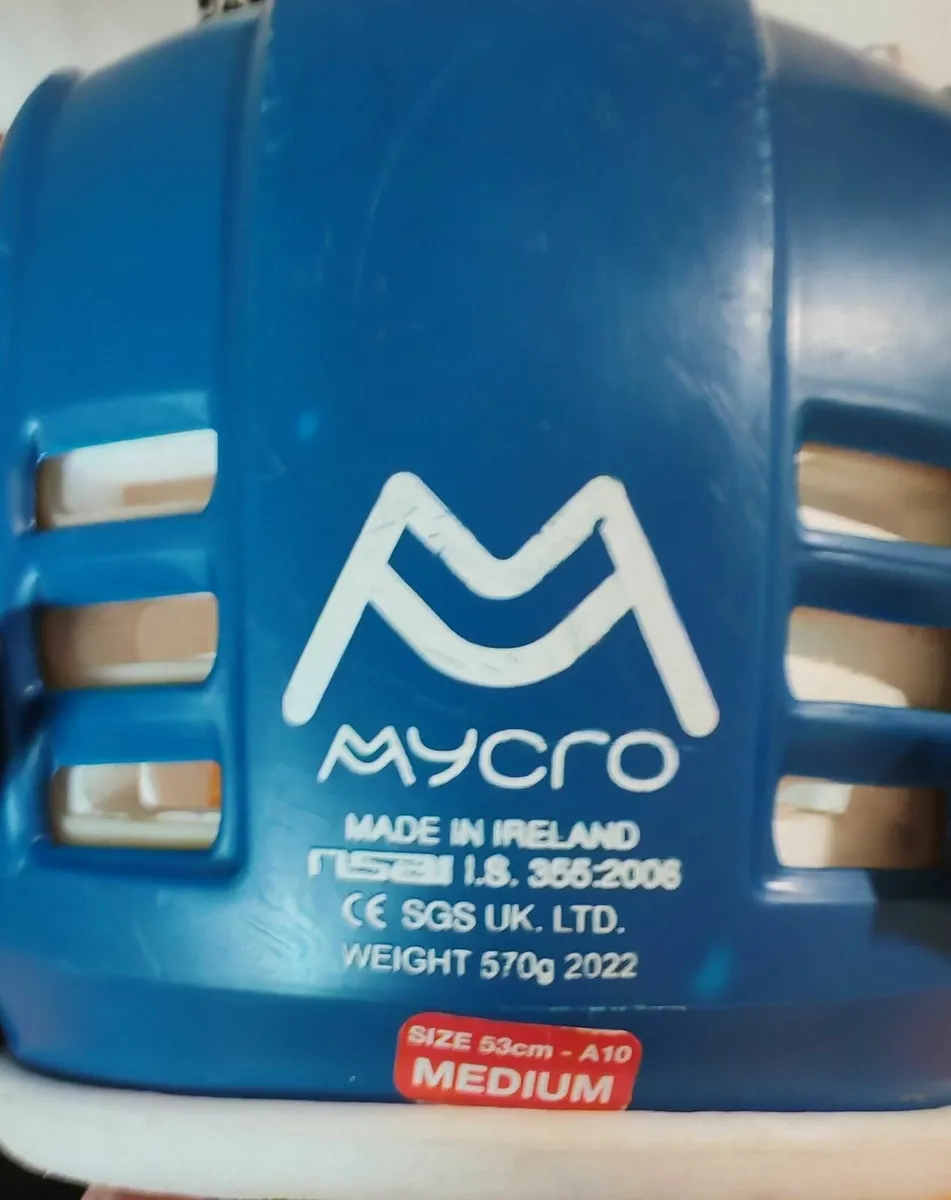 MYCRO
MADE IN IRELAND
nsai I.S. 355:2006
CE SGS UK. LTD.
WEIGHT 570g 2022
SIZE 53cm - A10
MEDIUM